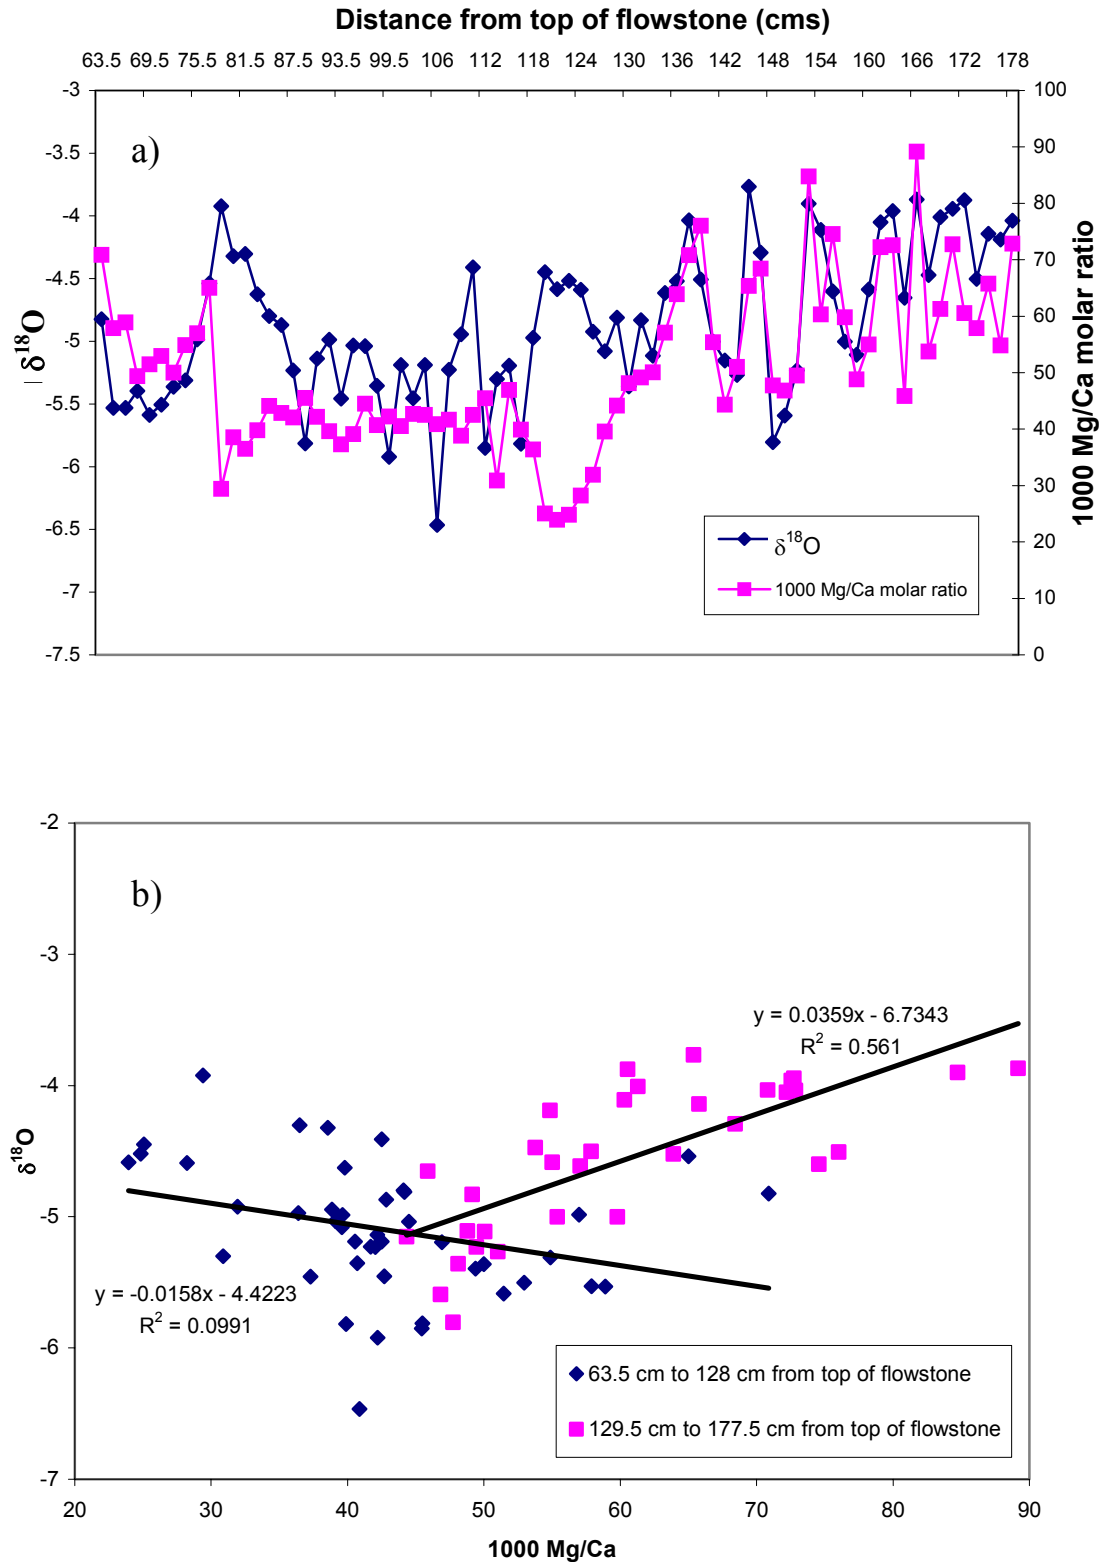 Distance from top of flowstone (cms)
63.5 69.5 75.5 81.5 87.5 93.5 99.5 106 112 118 124 130 136 142 148 154 160 166 172 178
-3
-3.5
-4
-4.5
-5
-5.5
-6
-6.5
-7
-7.5
δ18O
a)
100
90
80
70
60
50
40
30
20
10
0
1000 Mg/Ca molar ratio
δ18O
1000 Mg/Ca molar ratio
-2
-3
-4
-5
-6
-7
δ18O
b)
y = 0.0359x - 6.7343
R2 = 0.561
y = -0.0158x - 4.4223
R2 = 0.0991
63.5 cm to 128 cm from top of flowstone
129.5 cm to 177.5 cm from top of flowstone
20 30 40 50 60 70 80 90
1000 Mg/Ca